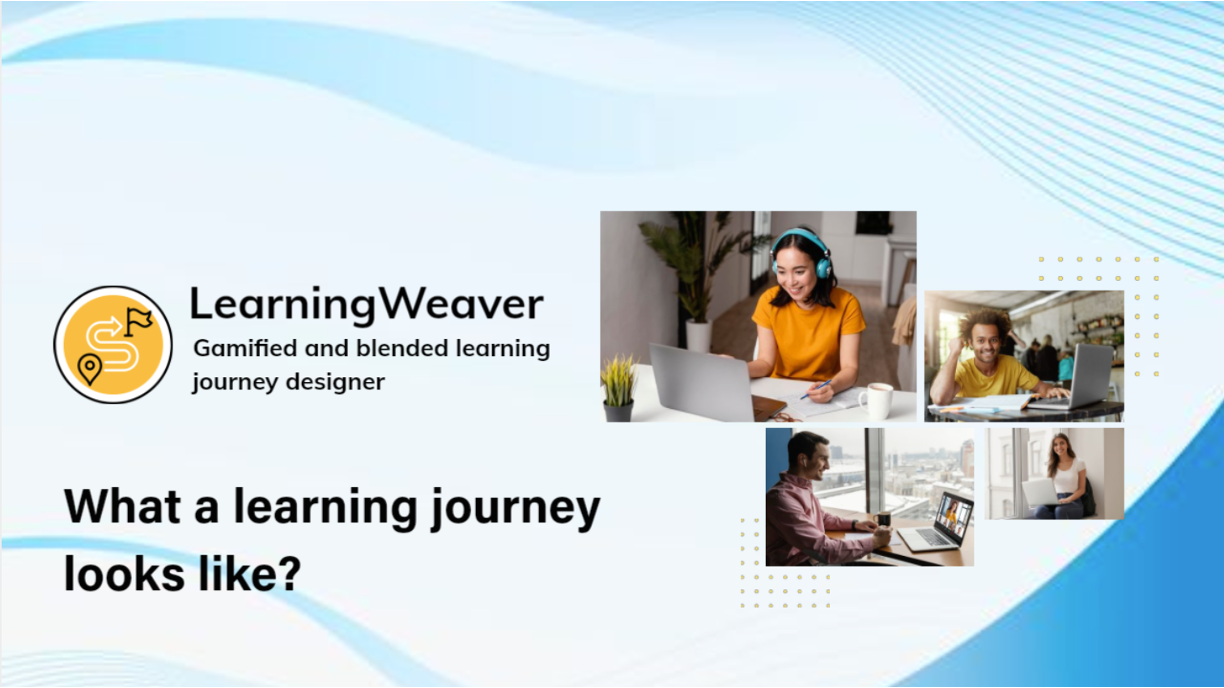 LearningWeaver
Gamified and blended learning
journey designer
What a learning journey
looks like?